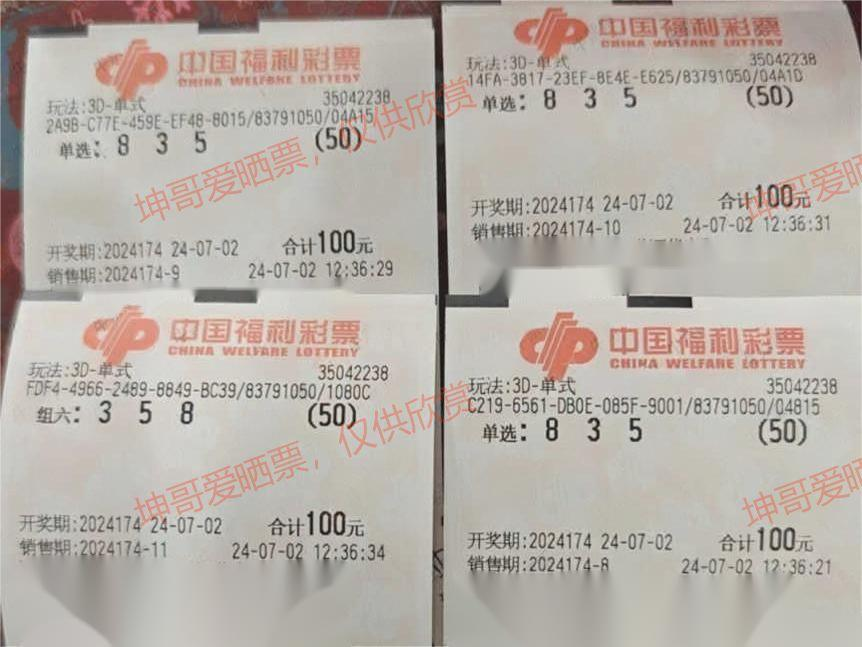 中国福利彩票
CHINA WELFARE LOTTERY
玩法:3D-单式 35042238
2A9B-C77E-459E-EF48-8015/83791050/04A15
单选: 8 3 5 (50)
开奖期:2024174 24-07-02 合计100元
销售期:2024174-9 24-07-02 12:36:29
中国福利彩票
CHINA WELFARE LOTTERY
玩法:3D-单式 35042238
14FA-3817-23EF-8E4E-E625/83791050/04A1D
单选: 8 3 5 (50)
开奖期:2024174 24-07-02 合计100元
销售期:2024174-10 24-07-02 12:36:31
中国福利彩票
CHINA WELFARE LOTTERY
玩法:3D-单式 35042238
FDF4-4966-2489-8849-BC39/83791050/1080C
组六: 3 5 8 (50)
开奖期:2024174 24-07-02 合计100元
销售期:2024174-11 24-07-02 12:36:34
中国福利彩票
CHINA WELFARE LOTTERY
玩法:3D-单式 35042238
C219-6561-DB0E-085F-9001/83791050/04815
单选: 8 3 5 (50)
开奖期:2024174 24-07-02 合计100元
销售期:2024174-8 24-07-02 12:36:21
坤哥爱晒票，仅供欣赏
坤哥爱晒
坤哥爱晒票，仅供欣赏
坤哥爱晒